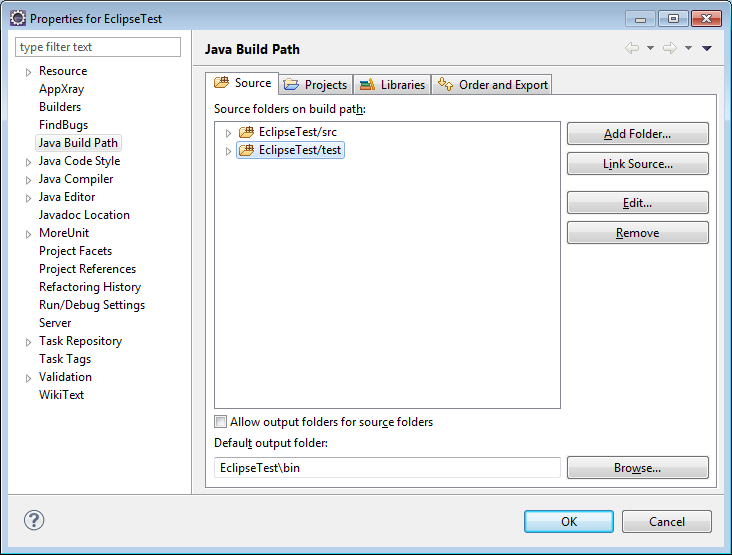 Properties for EclipseTest
type filter text
Resource
AppXray
Builders
FindBugs
Java Build Path
Java Code Style
Java Compiler
Java Editor
Javadoc Location
MoreUnit
Project Facets
Project References
Refactoring History
Run/Debug Settings
Server
Task Repository
Task Tags
Validation
WikiText
Java Build Path
Source Projects Libraries Order and Export
Source folders on build path:
EclipseTest/src
EclipseTest/test
Add Folder...
Link Source...
Edit...
Remove
Allow output folders for source folders
Default output folder:
EclipseTest\bin
Browse...
OK Cancel